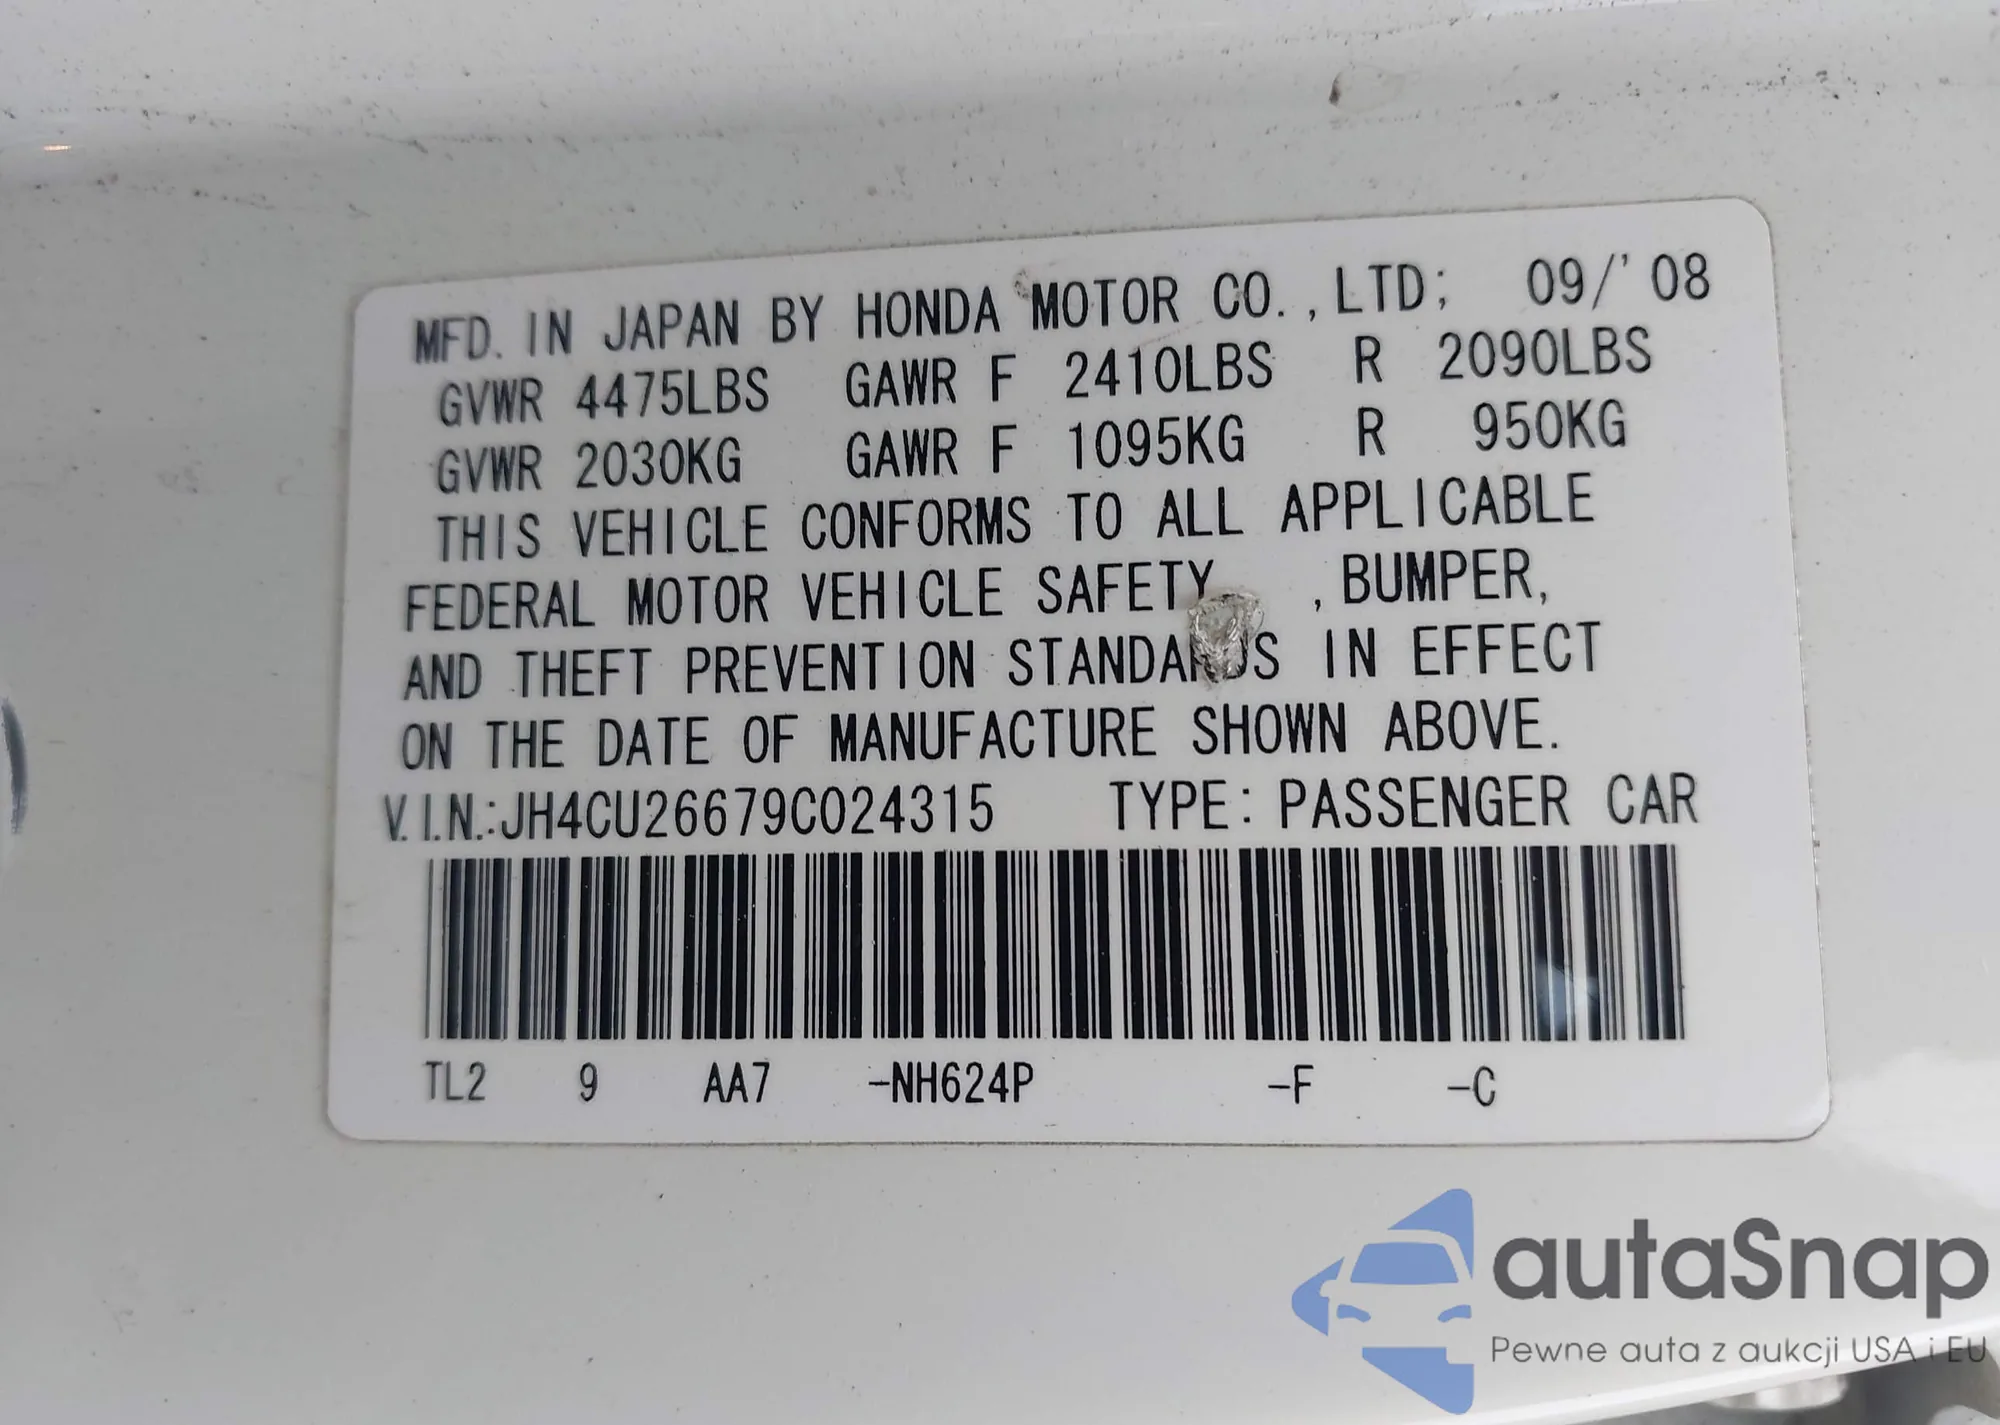 MFD. IN JAPAN BY HONDA MOTOR CO.,LTD; 09/'08
GVWR 4475LBS GAWR F 2410LBS R 2090LBS
GVWR 2030KG GAWR F 1095KG R 950KG
THIS VEHICLE CONFORMS TO ALL APPLICABLE
FEDERAL MOTOR VEHICLE SAFETY ,BUMPER,
AND THEFT PREVENTION STANDARDS IN EFFECT
ON THE DATE OF MANUFACTURE SHOWN ABOVE.
V.I.N.:JH4CU26679C024315 TYPE:PASSENGER CAR
TL2 9 AA7 -NH624P -F -C
autaSnap
Pewne auta z aukcji USA i EU